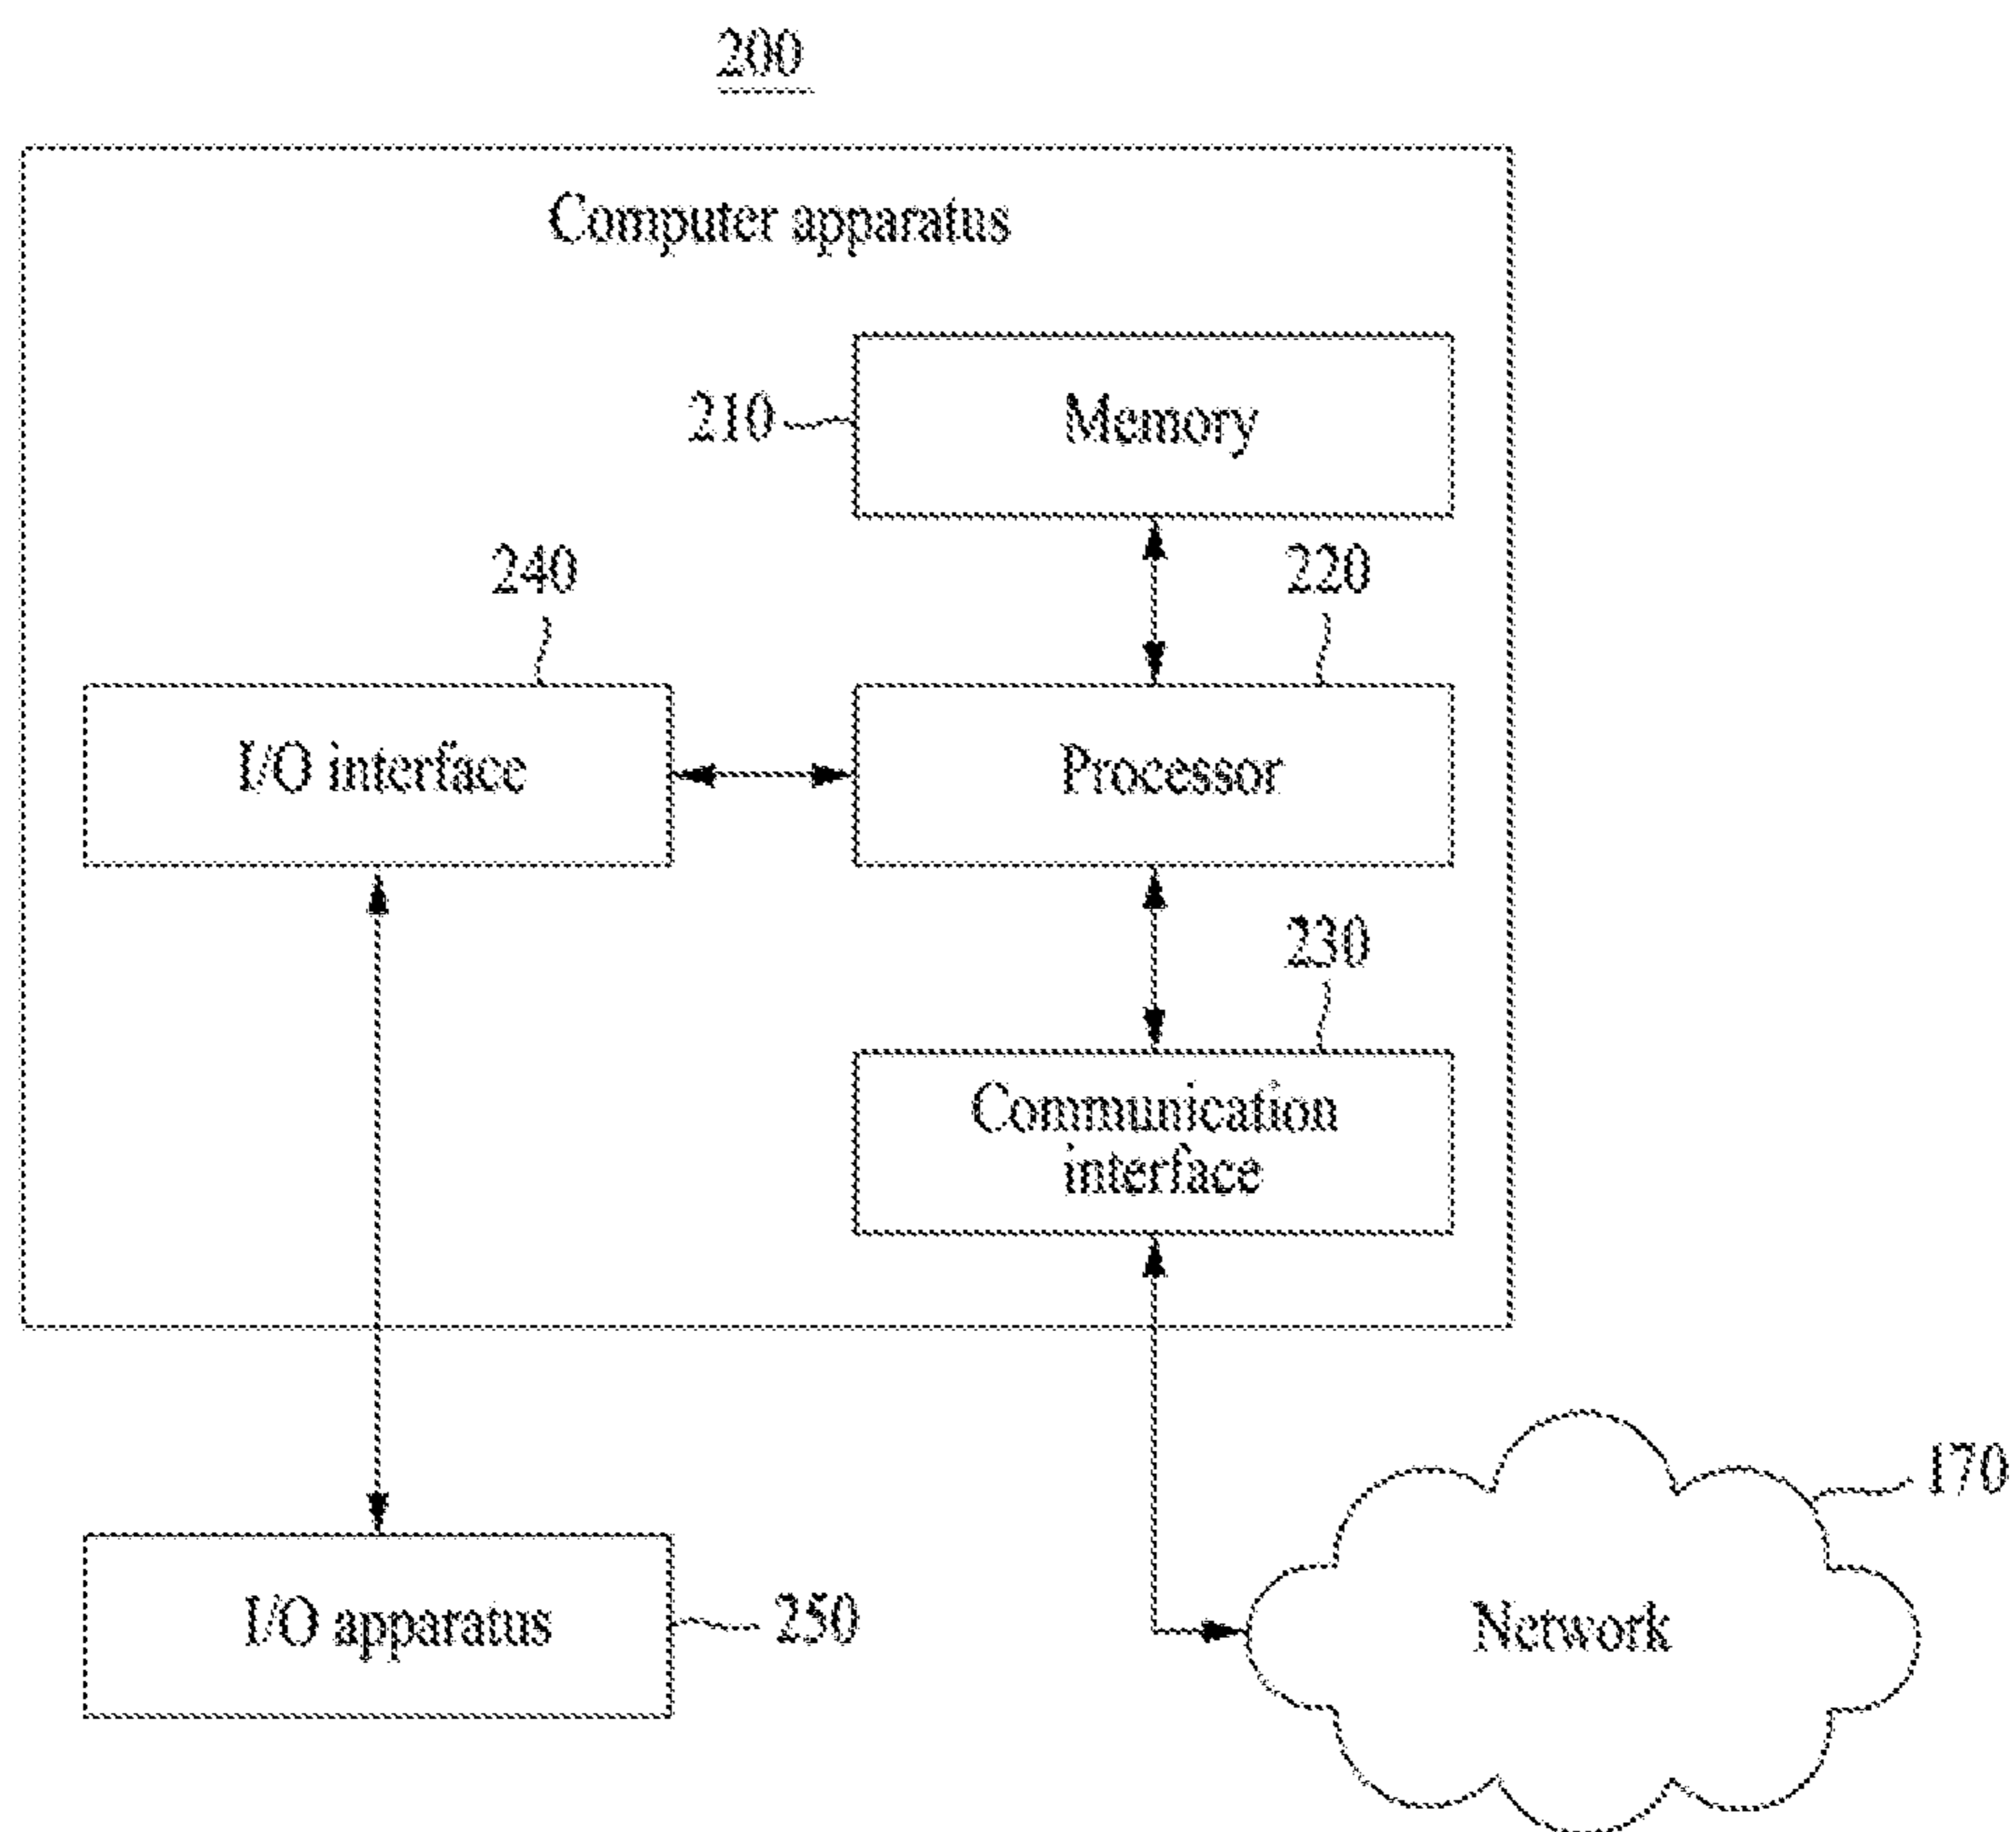 200
Computer apparatus
210
Memory
240
220
I/O interface
Processor
230
Communication
interface
170
I/O apparatus
250
Network